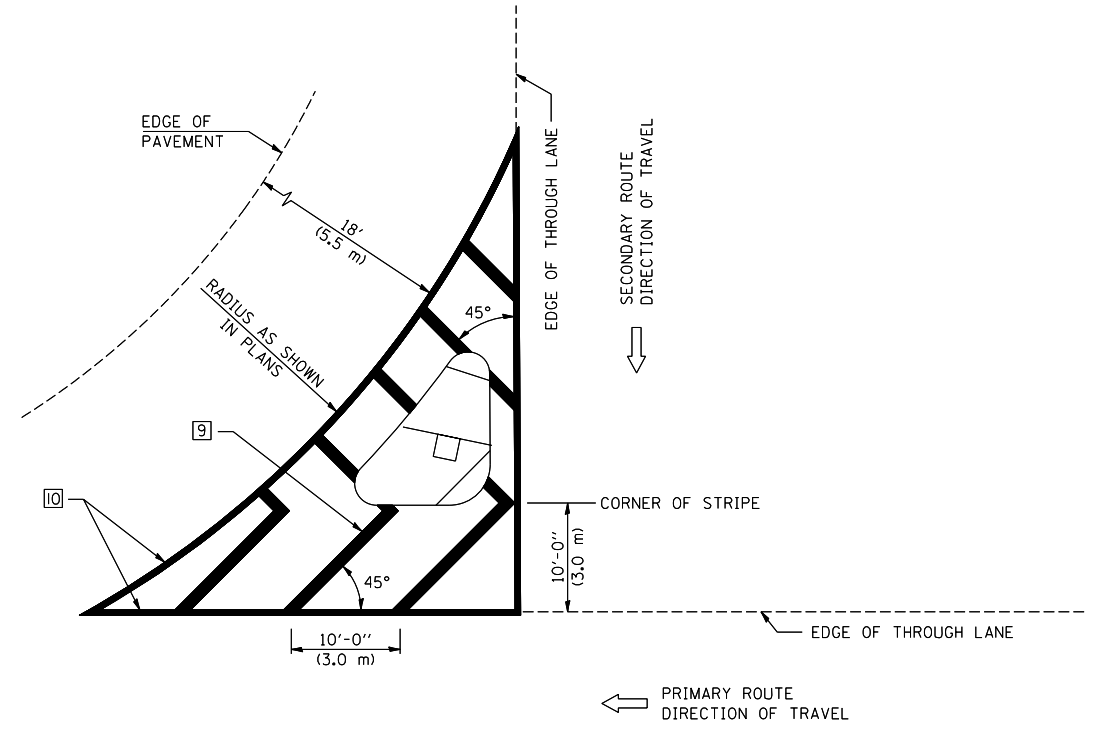 EDGE OF
PAVEMENT
EDGE OF THROUGH LANE
SECONDARY ROUTE
DIRECTION OF TRAVEL
18'
(5.5 m)
RADIUS AS SHOWN
IN PLANS
45°
9
10
CORNER OF STRIPE
10'-0"
(3.0 m)
45°
10'-0"
(3.0 m)
EDGE OF THROUGH LANE
PRIMARY ROUTE
DIRECTION OF TRAVEL